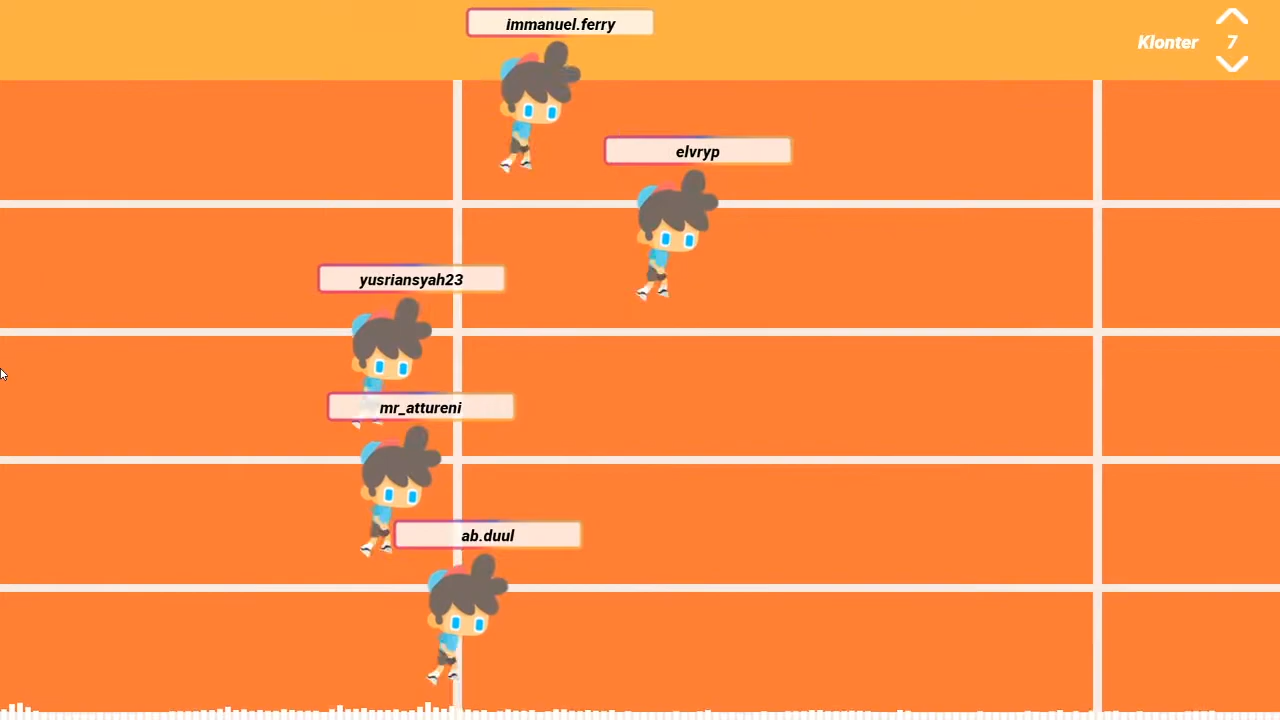 immanuel.ferry
Klonter 7
elvryp
yusriansyah23
mr_attureni
ab.duul